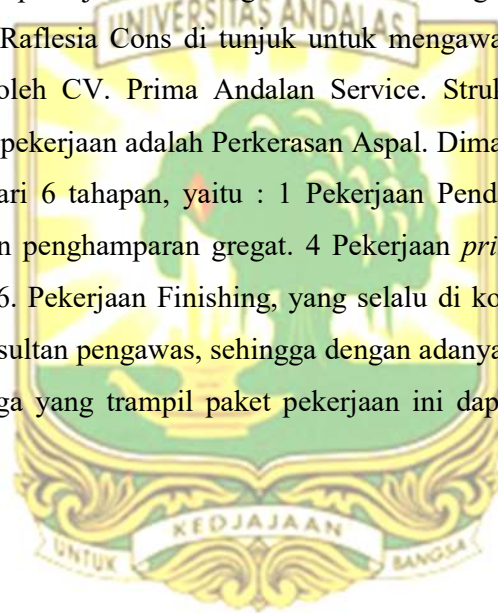 UNIVERSITAS ANDALAS
Raflesia Cons di tunjuk untuk mengawa
oleh CV. Prima Andalan Service. Struk
pekerjaan adalah Perkerasan Aspal. Dima
ari 6 tahapan, yaitu : 1 Pekerjaan Pend
n penghamparan gregat. 4 Pekerjaan pri
6. Pekerjaan Finishing, yang selalu di ko
sultan pengawas, sehingga dengan adanya
ga yang trampil paket pekerjaan ini dap
KEDJAJAAN
UNTUK BANGSA